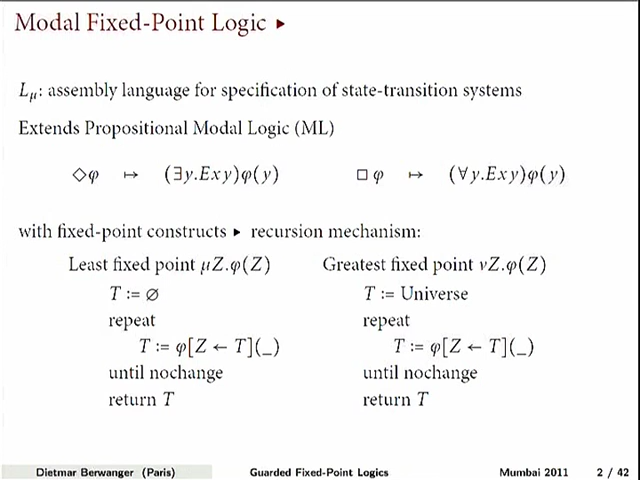 Modal Fixed-Point Logic ▸
Lμ: assembly language for specification of state-transition systems
Extends Propositional Modal Logic (ML)
◇φ ↦ (∃y.Exy)φ(y) □φ ↦ (∀y.Exy)φ(y)
with fixed-point constructs ▸ recursion mechanism:
Least fixed point μZ.φ(Z) Greatest fixed point νZ.φ(Z)
T := ∅ T := Universe
repeat repeat
T := φ[Z ← T](_) T := φ[Z ← T](_)
until nochange until nochange
return T return T
Dietmar Berwanger (Paris) Guarded Fixed-Point Logics Mumbai 2011 2 / 42